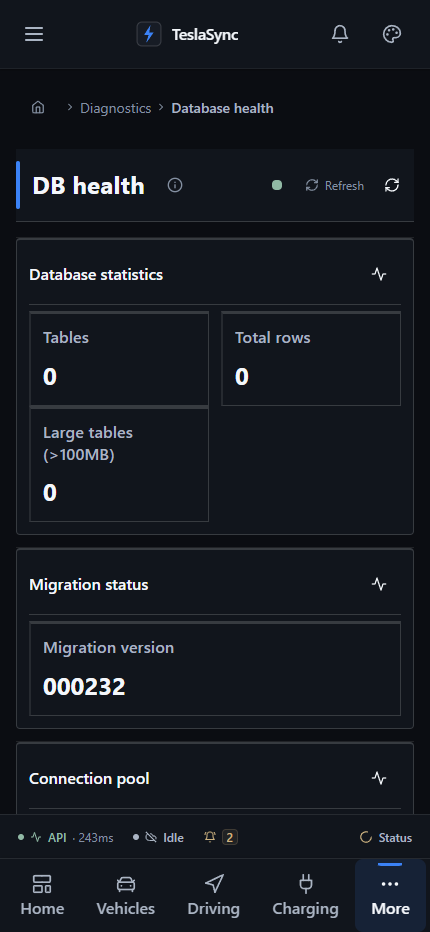 TeslaSync
Diagnostics > Database health
DB health
Refresh
Database statistics
Tables
0
Total rows
0
Large tables
(>100MB)
0
Migration status
Migration version
000232
Connection pool
API · 243ms
Idle
2
Status
Home
Vehicles
Driving
Charging
More